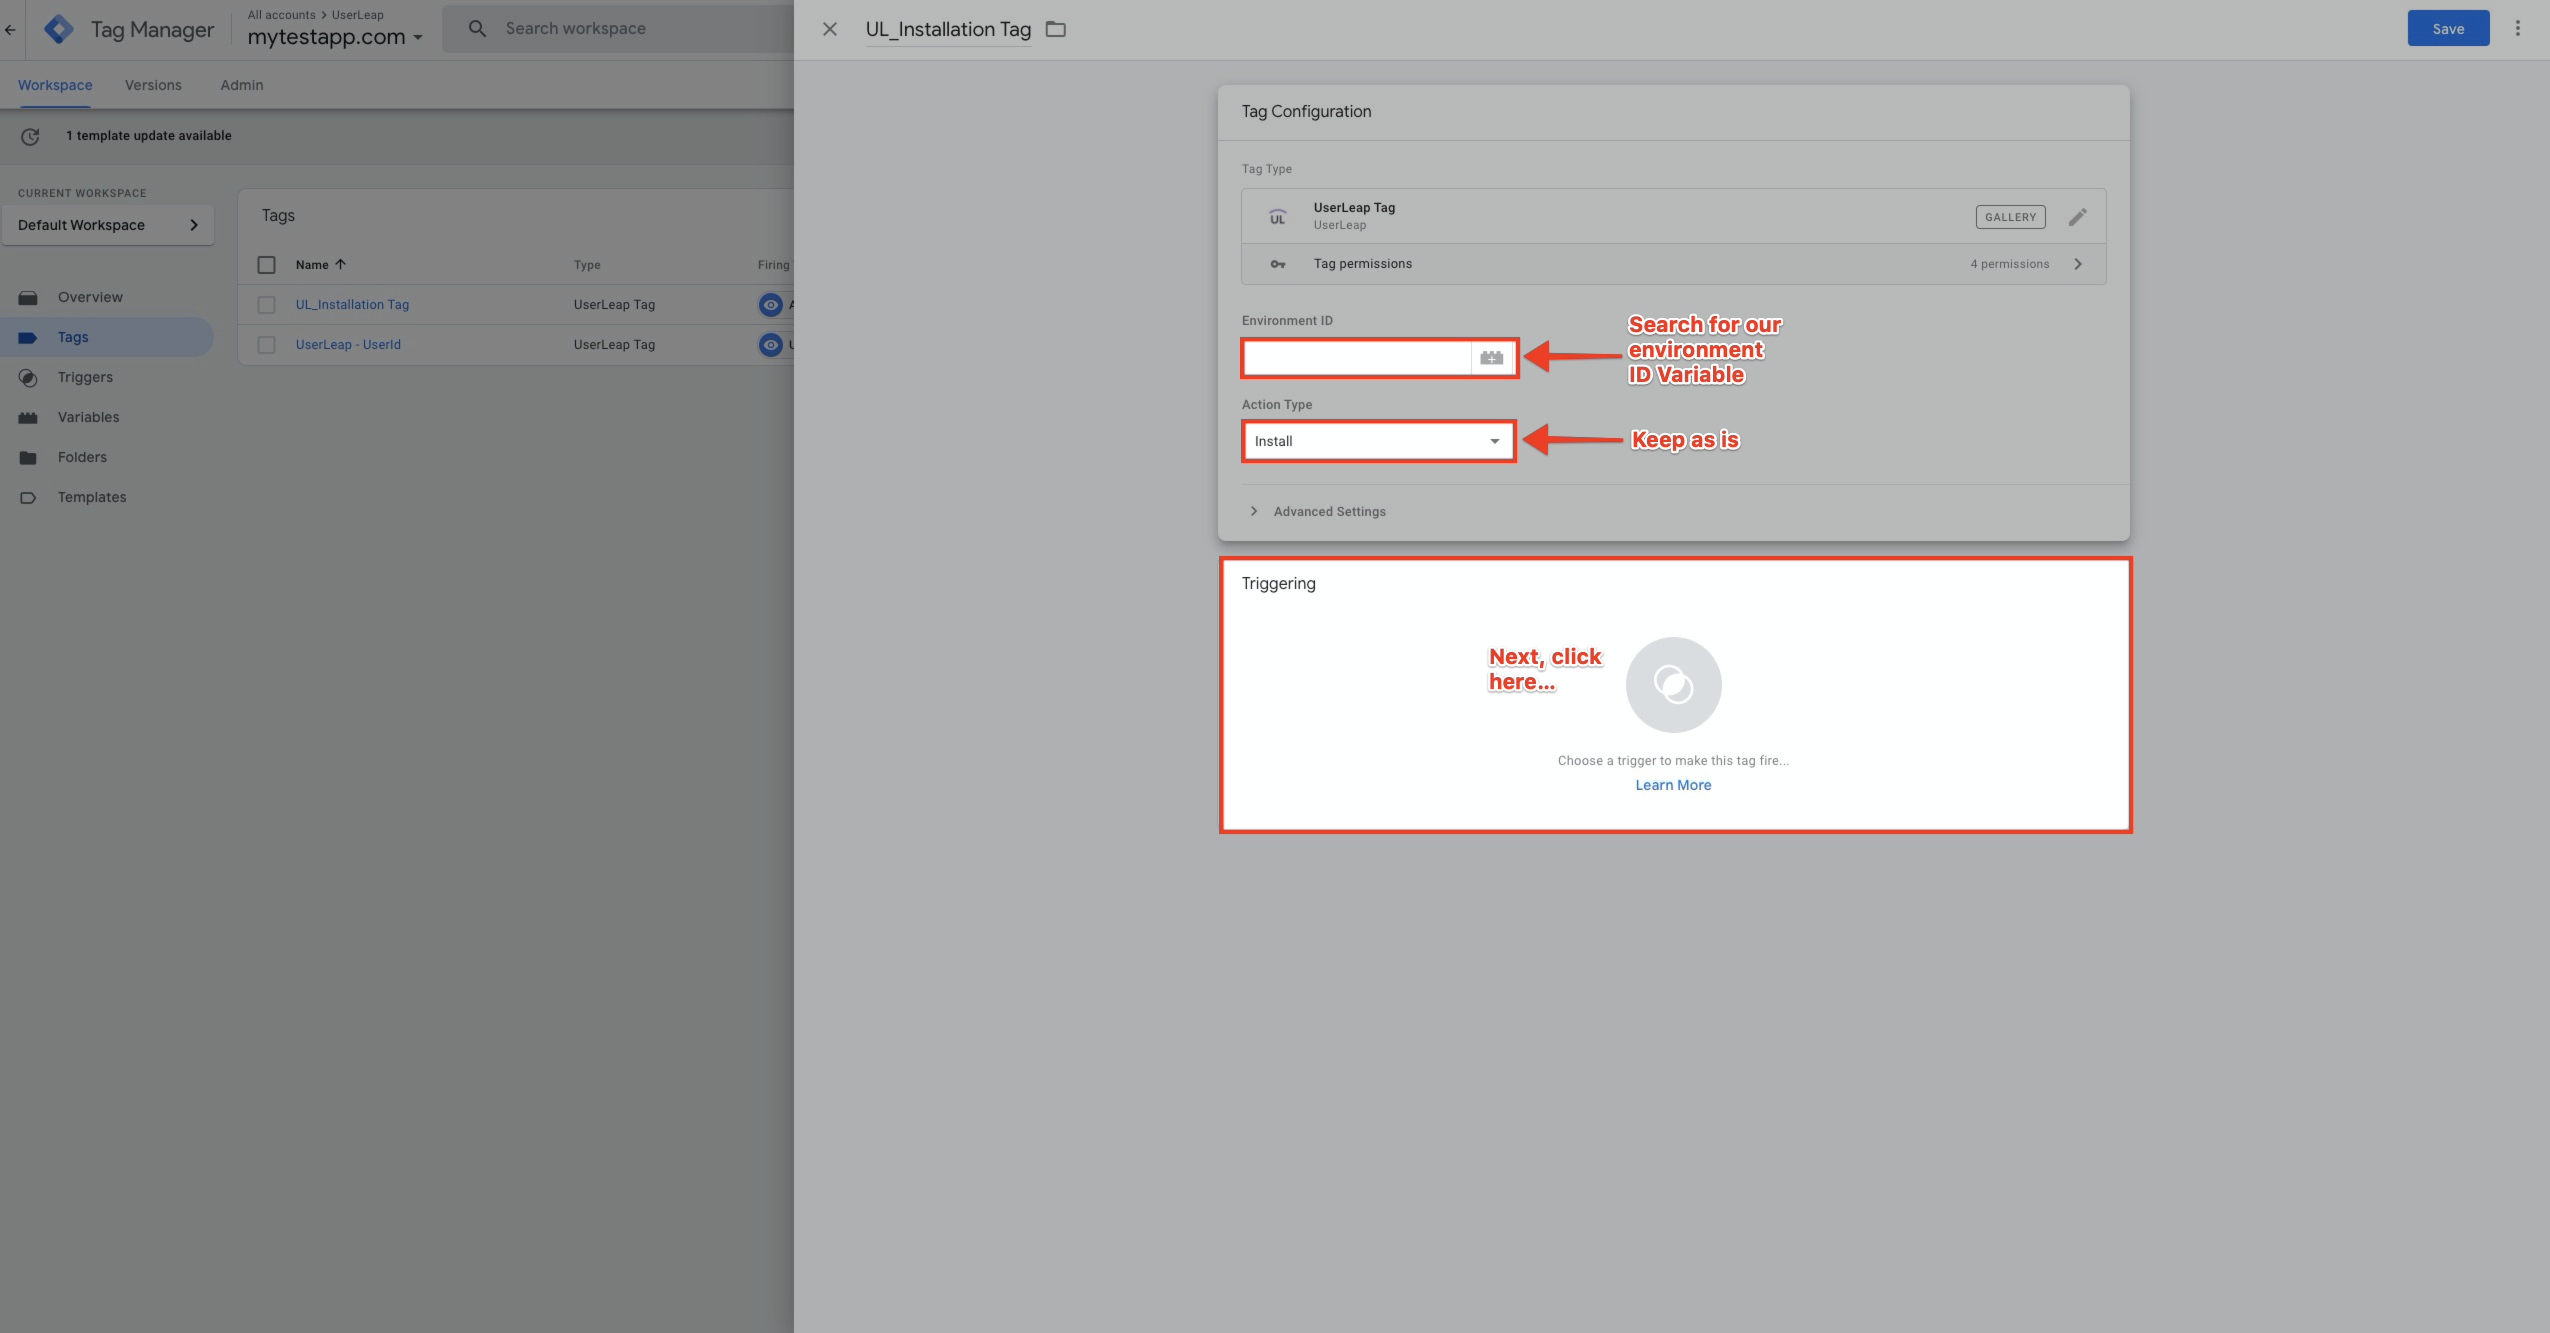 Tag Manager
All accounts > UserLeap
mytestapp.com
Search workspace
UL_Installation Tag
Save
Workspace
Versions
Admin
1 template update available
CURRENT WORKSPACE
Default Workspace
Overview
Tags
Triggers
Variables
Folders
Templates
Tags
Name
Type
Firing
UL_Installation Tag
UserLeap Tag
A
UserLeap - UserId
UserLeap Tag
Tag Configuration
Tag Type
UL
UserLeap Tag
UserLeap
GALLERY
Tag permissions
4 permissions
Environment ID
Search for our
environment
ID Variable
Action Type
Install
Keep as is
Advanced Settings
Triggering
Next, click
here...
Choose a trigger to make this tag fire...
Learn More